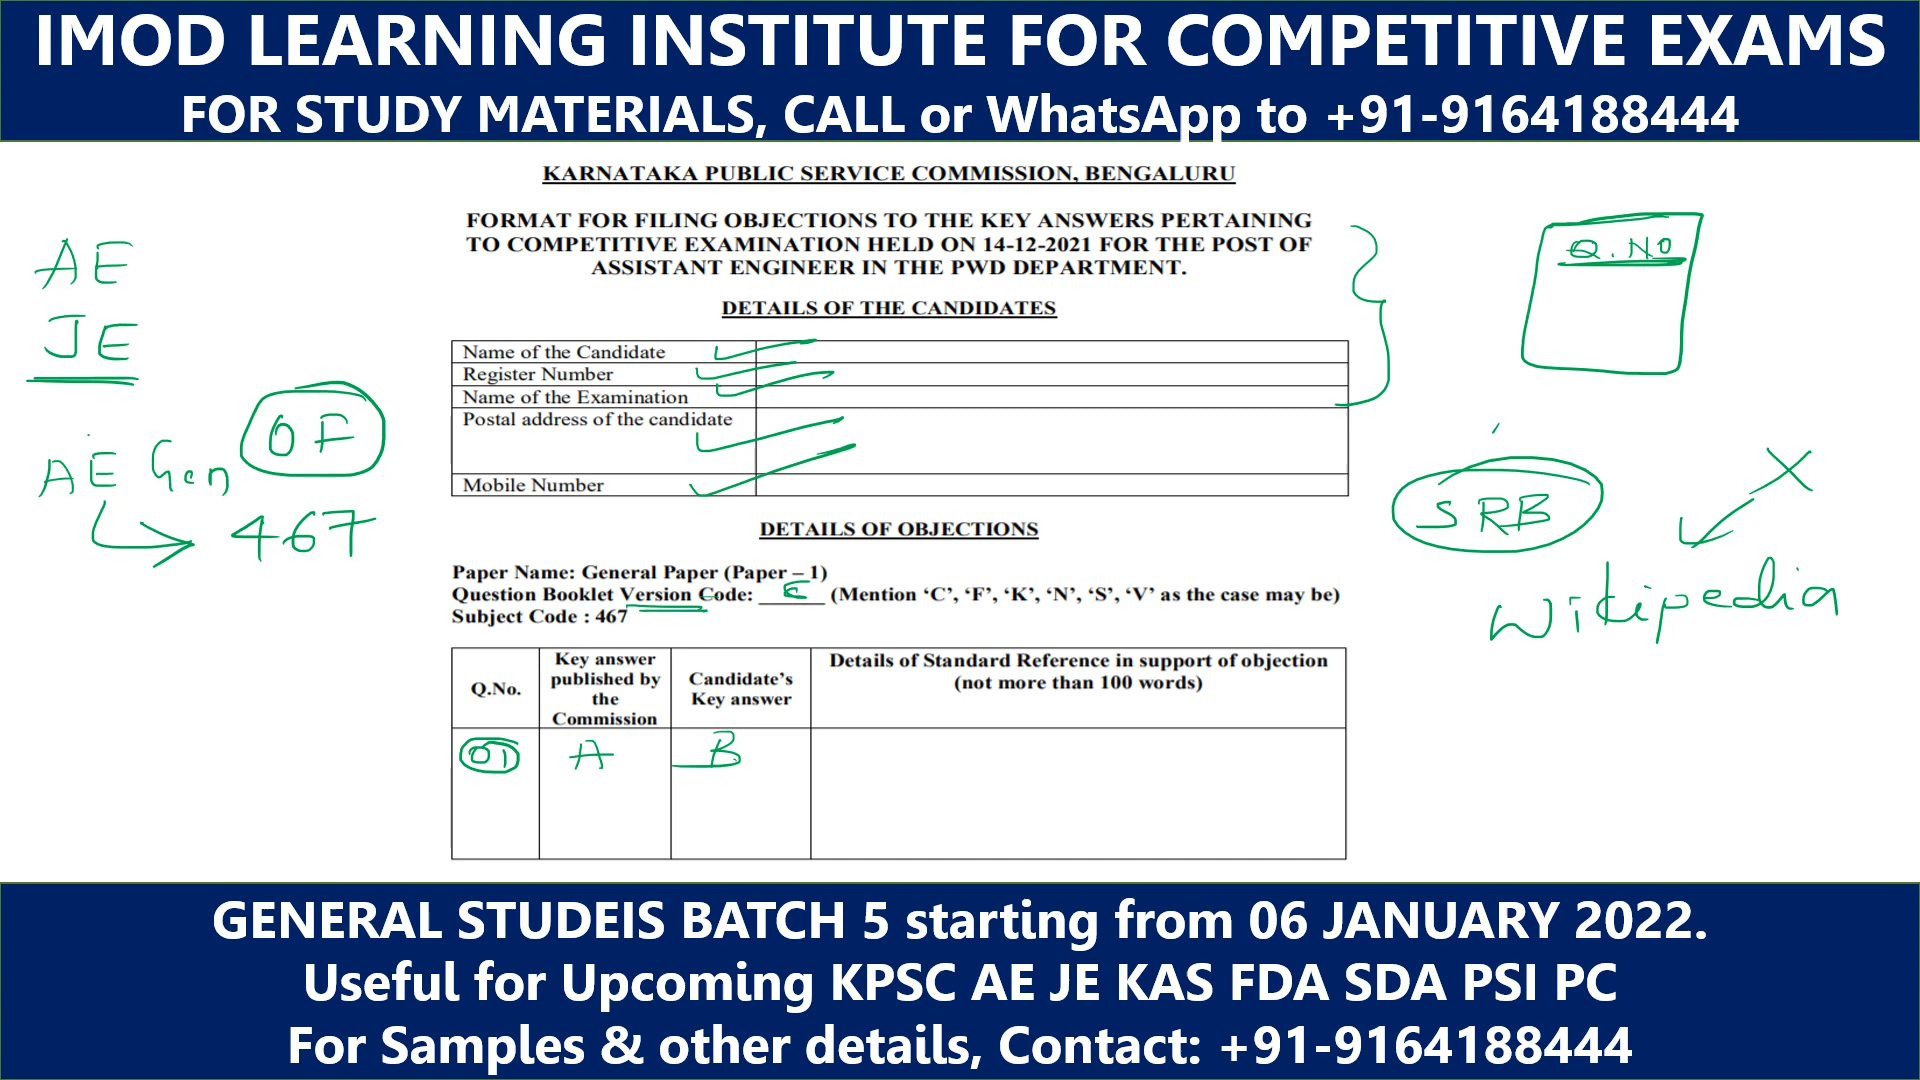 IMOD LEARNING INSTITUTE FOR COMPETITIVE EXAMS
FOR STUDY MATERIALS, CALL or WhatsApp to +91-9164188444
KARNATAKA PUBLIC SERVICE COMMISSION, BENGALURU
FORMAT FOR FILING OBJECTIONS TO THE KEY ANSWERS PERTAINING
TO COMPETITIVE EXAMINATION HELD ON 14-12-2021 FOR THE POST OF
ASSISTANT ENGINEER IN THE PWD DEPARTMENT.
DETAILS OF THE CANDIDATES
Name of the Candidate
Register Number
Name of the Examination
Postal address of the candidate
Mobile Number
AE
JE
OF
AE Gen
467
Q.NO
SRB
X
Wikipedia
DETAILS OF OBJECTIONS
Paper Name: General Paper (Paper – 1)
Question Booklet Version Code: ______ (Mention ‘C’, ‘F’, ‘K’, ‘N’, ‘S’, ‘V’ as the case may be)
Subject Code : 467
Q.No.
Key answer
published by
the
Commission
Candidate’s
Key answer
Details of Standard Reference in support of objection
(not more than 100 words)
01 A B
GENERAL STUDEIS BATCH 5 starting from 06 JANUARY 2022.
Useful for Upcoming KPSC AE JE KAS FDA SDA PSI PC
For Samples & other details, Contact: +91-9164188444